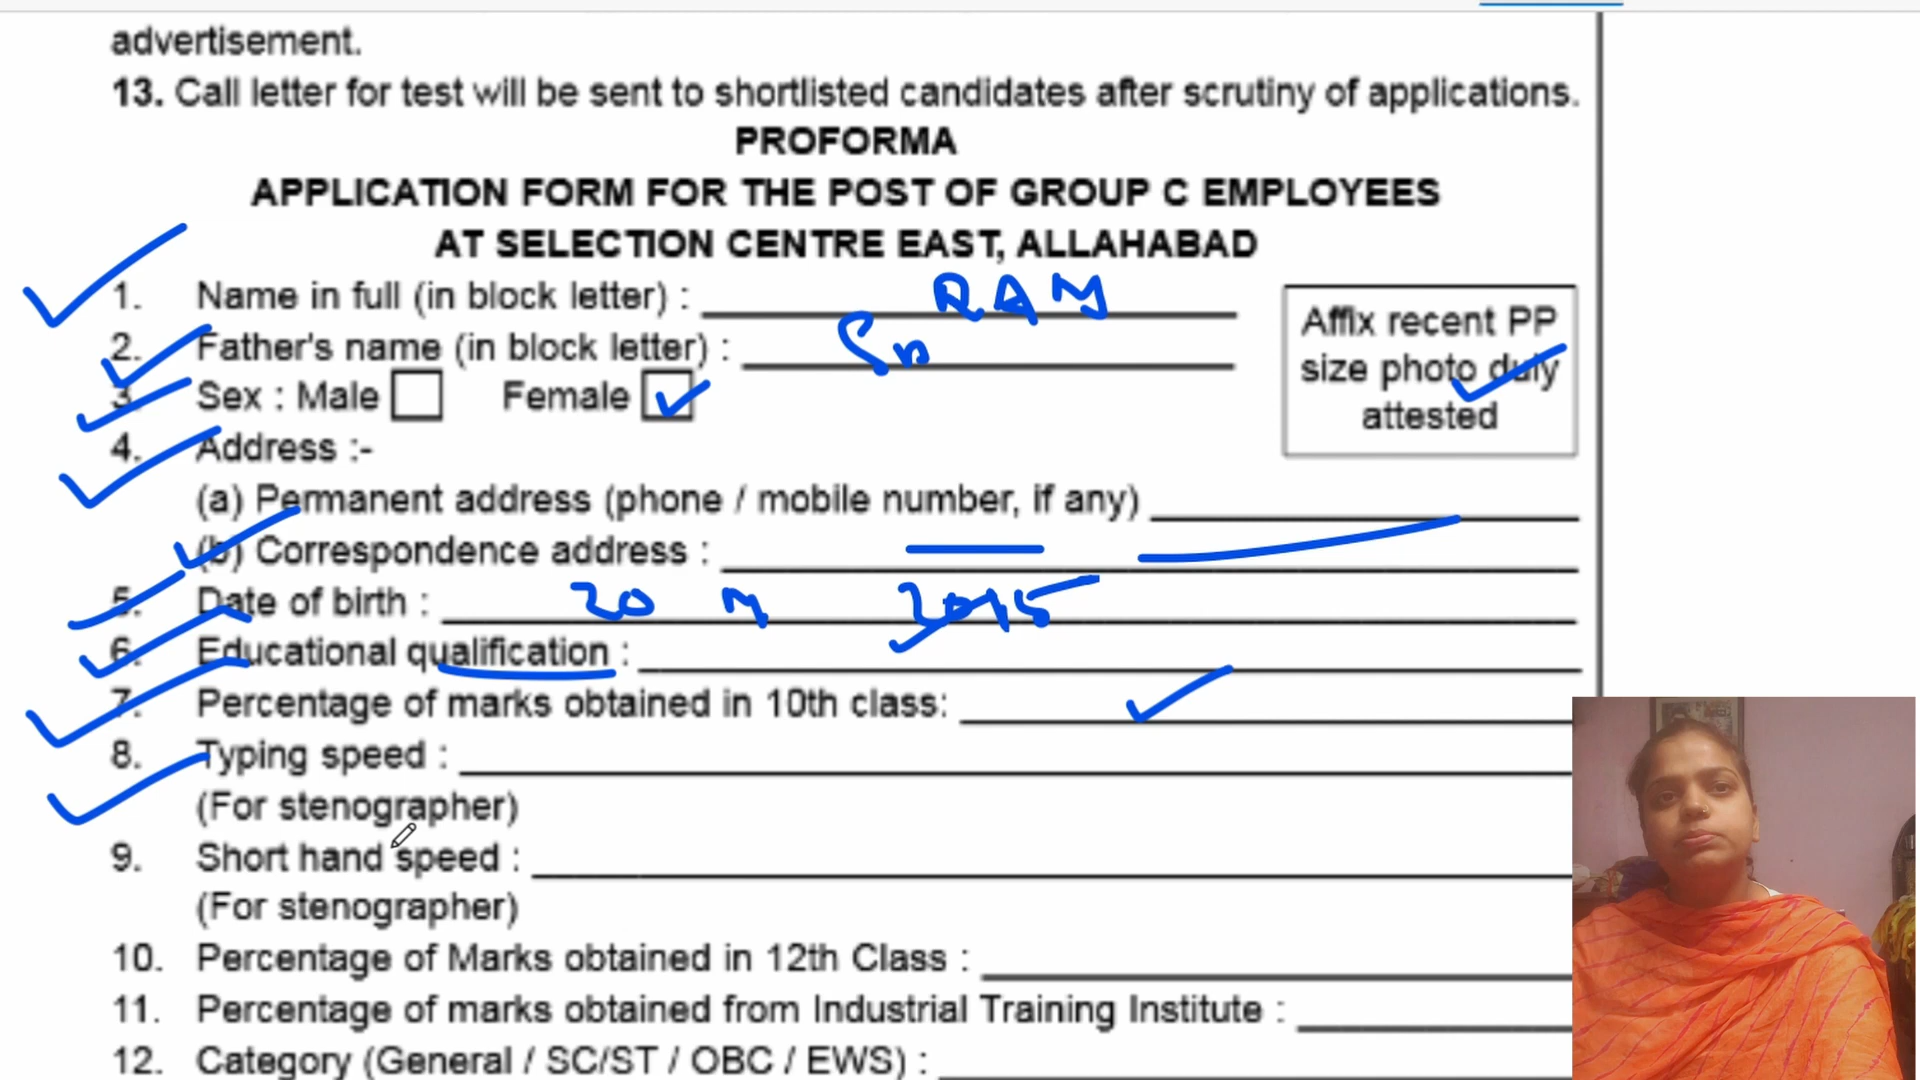 advertisement.
13. Call letter for test will be sent to shortlisted candidates after scrutiny of applications.
PROFORMA
APPLICATION FORM FOR THE POST OF GROUP C EMPLOYEES
AT SELECTION CENTRE EAST, ALLAHABAD
1. Name in full (in block letter) : RAM
2. Father's name (in block letter) :
3. Sex : Male Female
Affix recent PP
size photo duly
attested
4. Address :-
(a) Permanent address (phone / mobile number, if any)
(b) Correspondence address :
5. Date of birth : 20
6. Educational qualification :
7. Percentage of marks obtained in 10th class:
8. Typing speed :
(For stenographer)
9. Short hand speed :
(For stenographer)
10. Percentage of Marks obtained in 12th Class :
11. Percentage of marks obtained from Industrial Training Institute :
12. Category (General / SC/ST / OBC / EWS) :